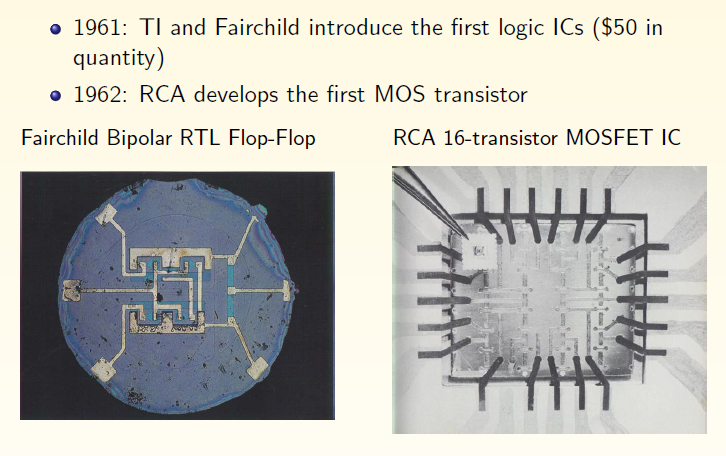 1961: TI and Fairchild introduce the first logic ICs ($50 in
quantity)
1962: RCA develops the first MOS transistor
Fairchild Bipolar RTL Flop-Flop
RCA 16-transistor MOSFET IC